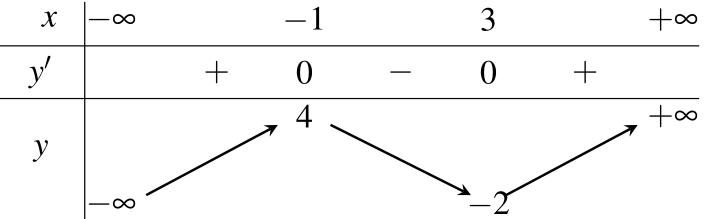 x −∞ −1 3 +∞
y′ + 0 − 0 +
4 +∞
y
−∞ −2